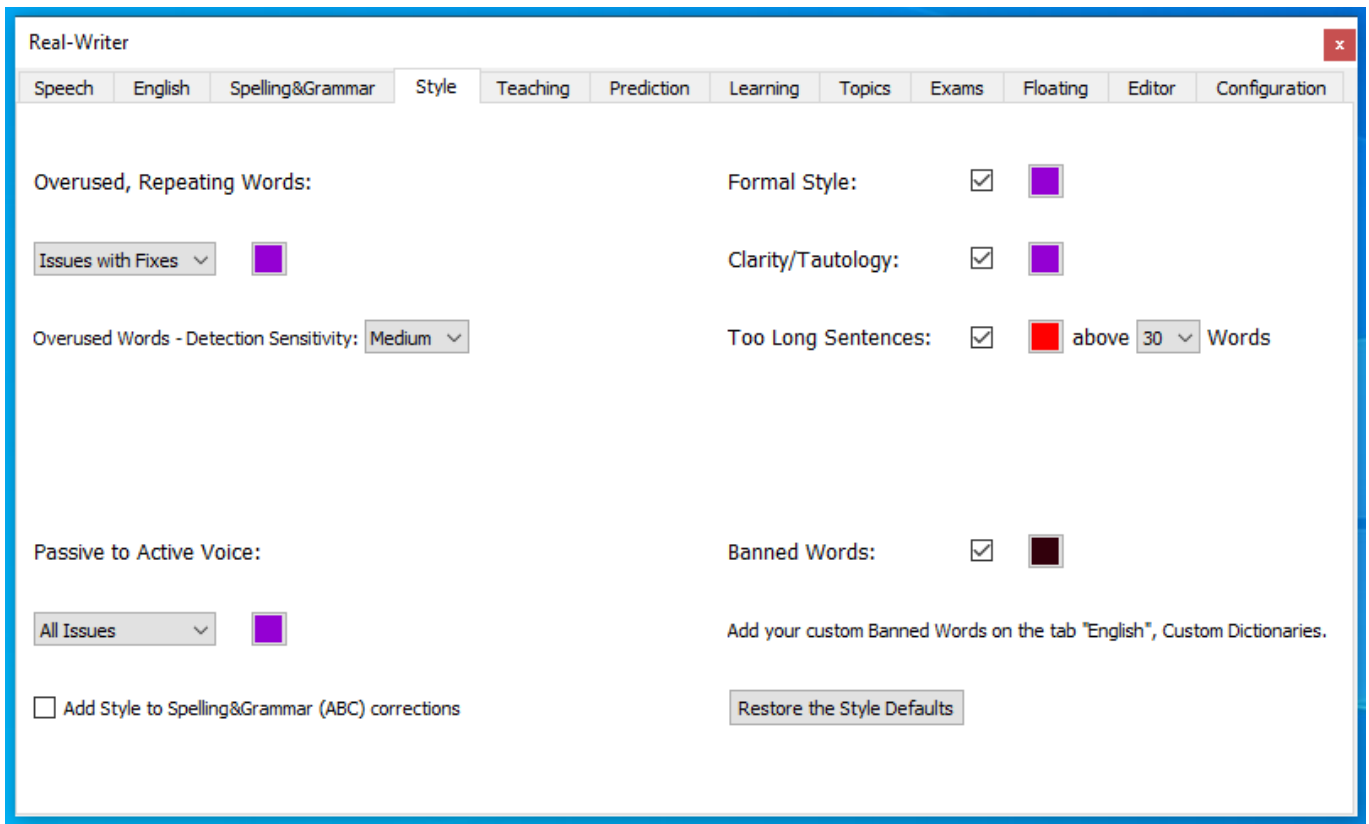 Real-Writer
x
Speech English Spelling&Grammar Style Teaching Prediction Learning Topics Exams Floating Editor Configuration
Overused, Repeating Words:
Formal Style:
Issues with Fixes
Clarity/Tautology:
Overused Words - Detection Sensitivity: Medium
Too Long Sentences: above 30 Words
Passive to Active Voice:
Banned Words:
All Issues
Add your custom Banned Words on the tab "English", Custom Dictionaries.
Add Style to Spelling&Grammar (ABC) corrections
Restore the Style Defaults